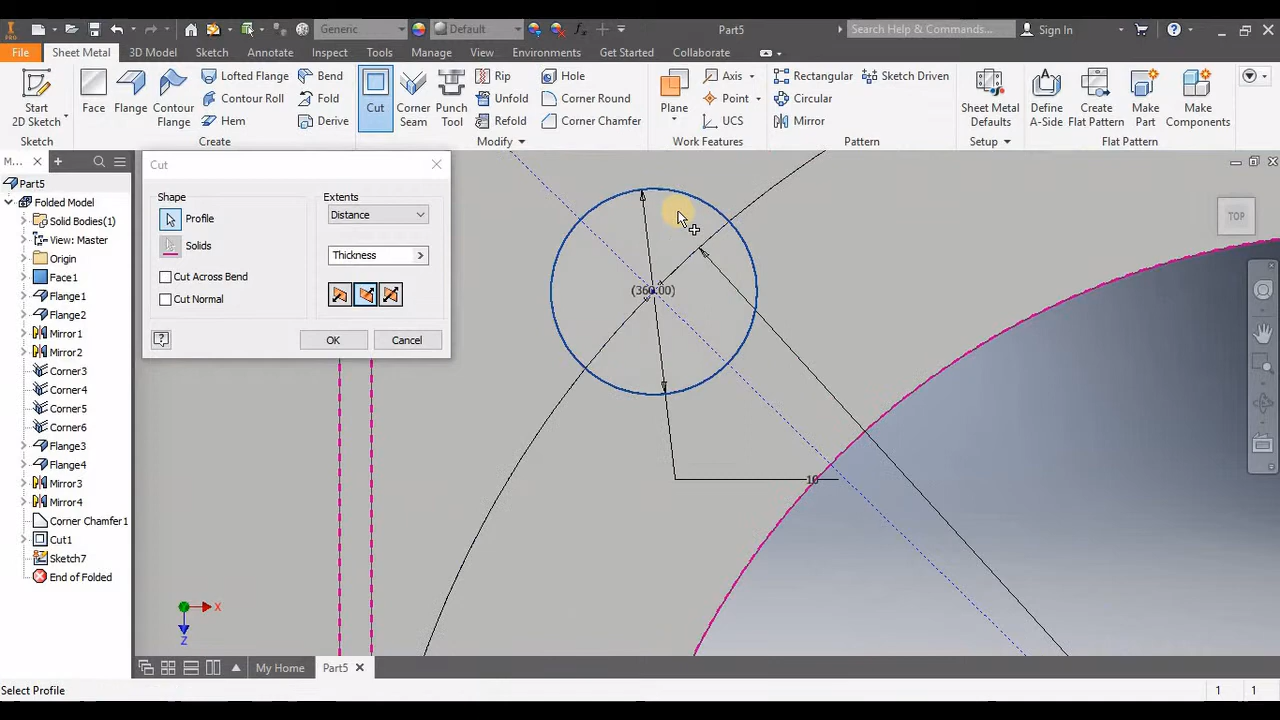 PRO
Generic
Default
Part5
Search Help & Commands...
Sign In
File
Sheet Metal
3D Model
Sketch
Annotate
Inspect
Tools
Manage
View
Environments
Get Started
Collaborate
Start
2D Sketch
Face
Flange
Contour
Flange
Lofted Flange
Contour Roll
Hem
Bend
Fold
Derive
Cut
Corner
Seam
Punch
Tool
Rip
Unfold
Refold
Hole
Corner Round
Corner Chamfer
Plane
Axis
Point
UCS
Rectangular
Circular
Mirror
Sketch Driven
Sheet Metal
Defaults
Define
A-Side
Create
Flat Pattern
Make
Part
Make
Components
Sketch
Create
Modify
Work Features
Pattern
Setup
Flat Pattern
M...
Part5
Folded Model
Solid Bodies(1)
View: Master
Origin
Face1
Flange1
Flange2
Mirror1
Mirror2
Corner3
Corner4
Corner5
Corner6
Flange3
Flange4
Mirror3
Mirror4
Corner Chamfer1
Cut1
Sketch7
End of Folded
Cut
Shape
Profile
Solids
Cut Across Bend
Cut Normal
Extents
Distance
Thickness
OK
Cancel
(360.00)
10
TOP
X
Z
My Home
Part5
Select Profile
1
1